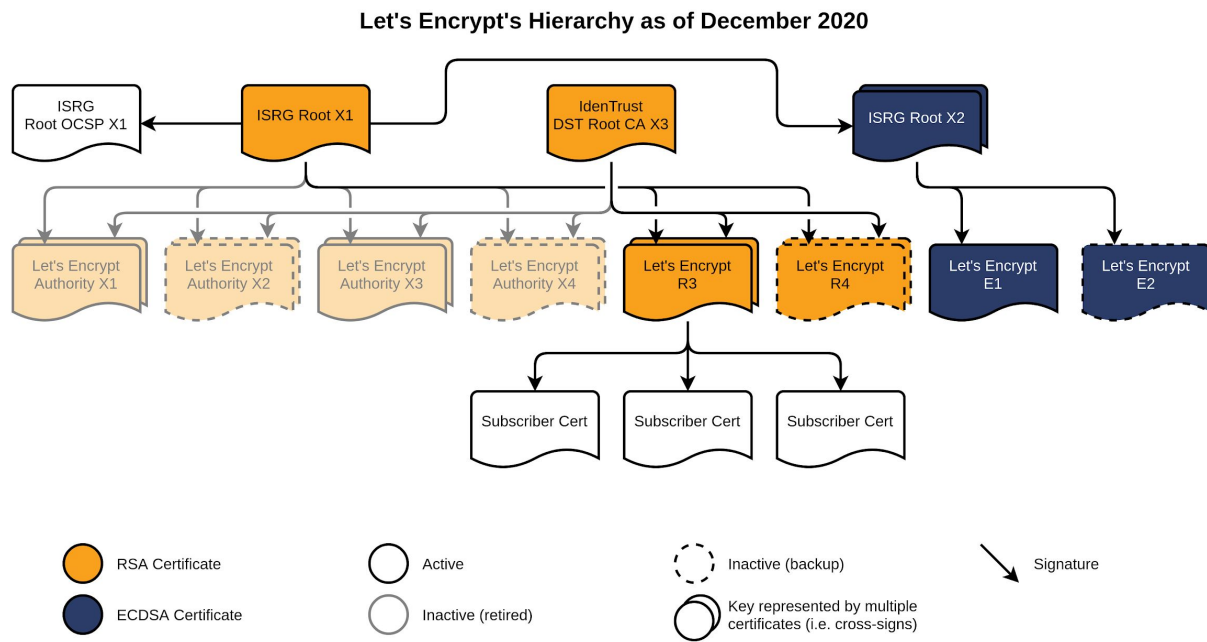 Let's Encrypt's Hierarchy as of December 2020
ISRG
Root OCSP X1
ISRG Root X1
IdenTrust
DST Root CA X3
ISRG Root X2
Let's Encrypt
Authority X1
Let's Encrypt
Authority X2
Let's Encrypt
Authority X3
Let's Encrypt
Authority X4
Let's Encrypt
R3
Let's Encrypt
R4
Let's Encrypt
E1
Let's Encrypt
E2
Subscriber Cert
Subscriber Cert
Subscriber Cert
RSA Certificate
Active
Inactive (backup)
Signature
ECDSA Certificate
Inactive (retired)
Key represented by multiple
certificates (i.e. cross-signs)